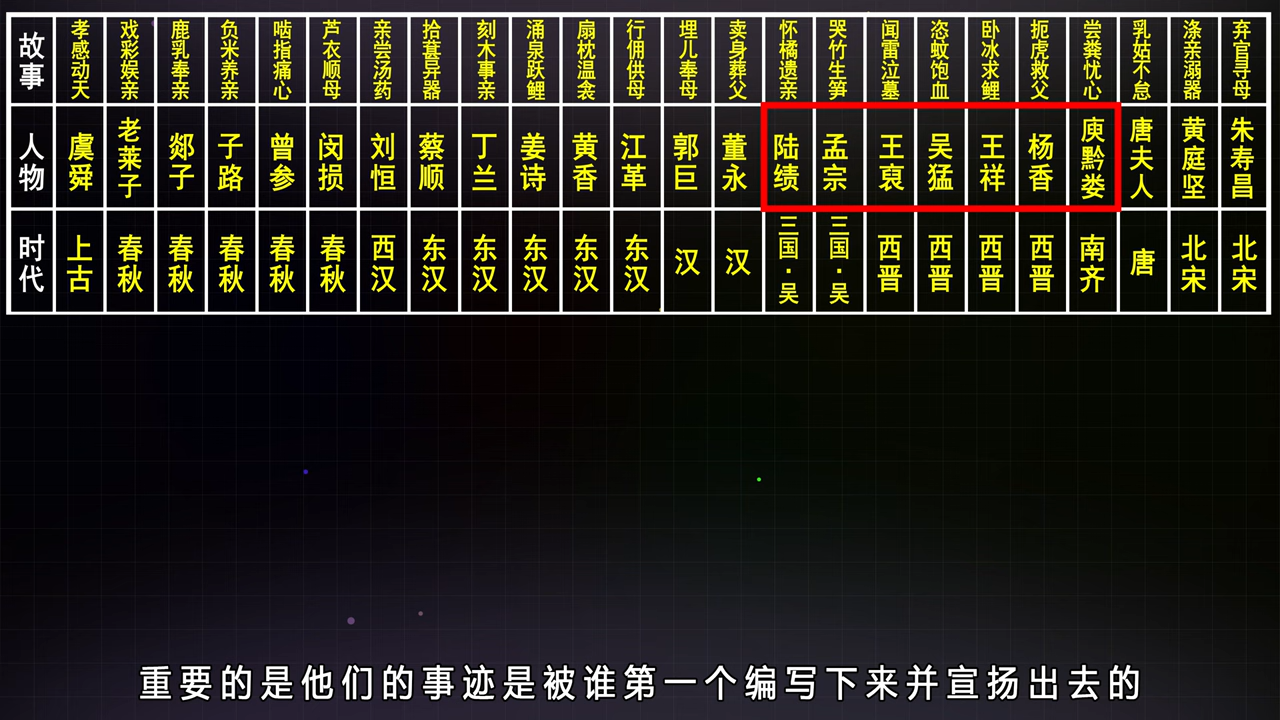 故事 孝感动天 戏彩娱亲 鹿乳奉亲 负米养亲 啮指痛心 芦衣顺母 亲尝汤药 拾葚异器 刻木事亲 涌泉跃鲤 扇枕温衾 行佣供母 埋儿奉母 卖身葬父 怀橘遗亲 哭竹生笋 闻雷泣墓 恣蚊饱血 卧冰求鲤 扼虎救父 尝粪忧心 乳姑不怠 涤亲溺器 弃官寻母
人物 虞舜 老莱子 郯子 子路 曾参 闵损 刘恒 蔡顺 丁兰 姜诗 黄香 江革 郭巨 董永 陆绩 孟宗 王裒 吴猛 王祥 杨香 庾黔娄 唐夫人 黄庭坚 朱寿昌
时代 上古 春秋 春秋 春秋 春秋 春秋 西汉 东汉 东汉 东汉 东汉 东汉 汉 汉 三国·吴 三国·吴 西晋 西晋 西晋 西晋 南齐 唐 北宋 北宋
重要的是他们的事迹是被谁第一个编写下来并宣扬出去的